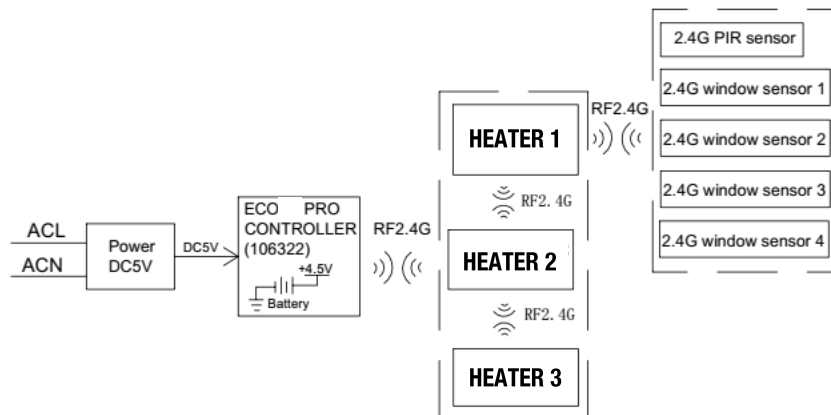 ACL
ACN
Power
DC5V
DC5V
ECO PRO
CONTROLLER
(106322)
+4.5V
Battery
RF2.4G
HEATER 1
RF2.4G
HEATER 2
RF2.4G
HEATER 3
RF2.4G
2.4G PIR sensor
2.4G window sensor 1
2.4G window sensor 2
2.4G window sensor 3
2.4G window sensor 4